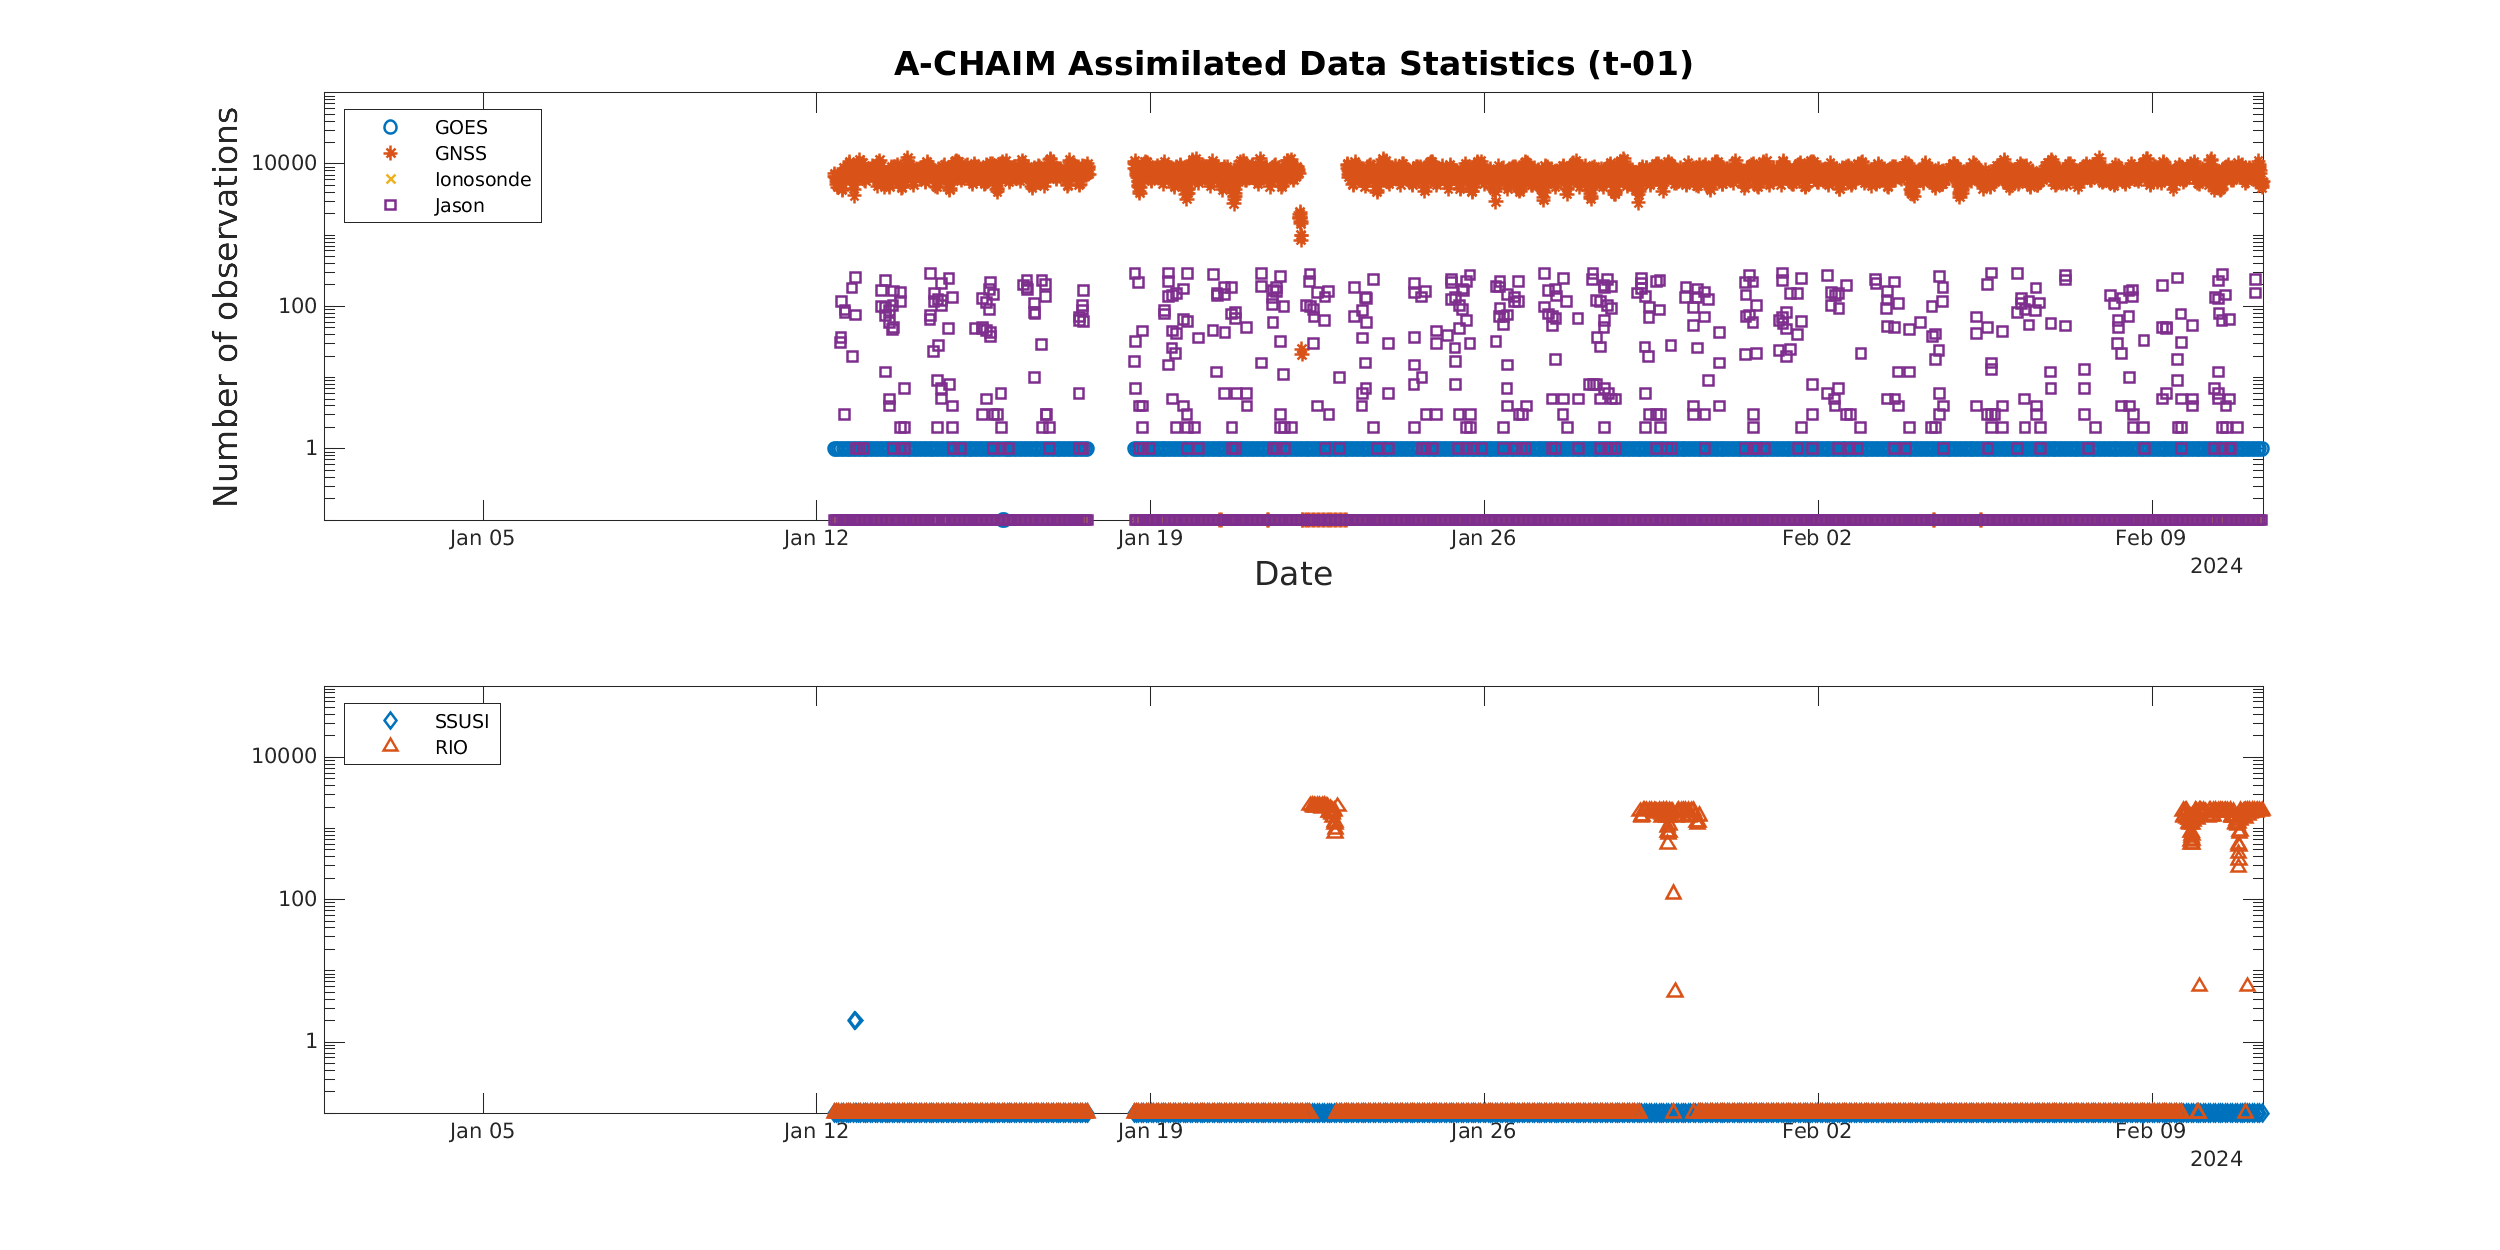 A-CHAIM Assimilated Data Statistics (t-01)
Number of observations
10000
100
1
GOES
GNSS
Ionosonde
Jason
Jan 05
Jan 12
Jan 19
Jan 26
Feb 02
Feb 09
2024
Date
10000
100
1
SSUSI
RIO
Jan 05
Jan 12
Jan 19
Jan 26
Feb 02
Feb 09
2024